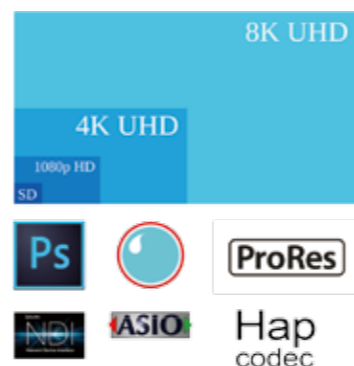 8K UHD
4K UHD
1080p HD
SD
Ps
ProRes
NDI
ASiO
Hap
codec